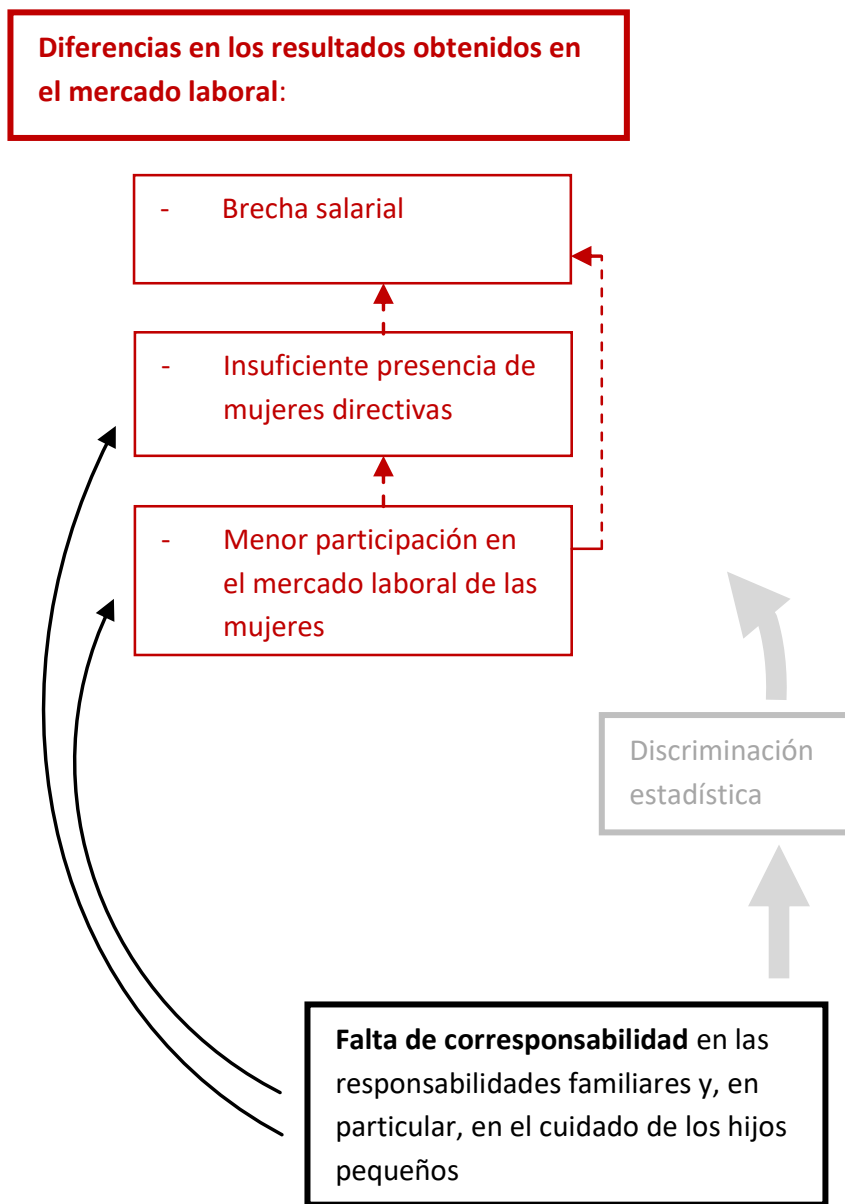 Diferencias en los resultados obtenidos en
el mercado laboral:
- Brecha salarial
- Insuficiente presencia de
mujeres directivas
- Menor participación en
el mercado laboral de las
mujeres
Discriminación
estadística
Falta de corresponsabilidad en las
responsabilidades familiares y, en
particular, en el cuidado de los hijos
pequeños